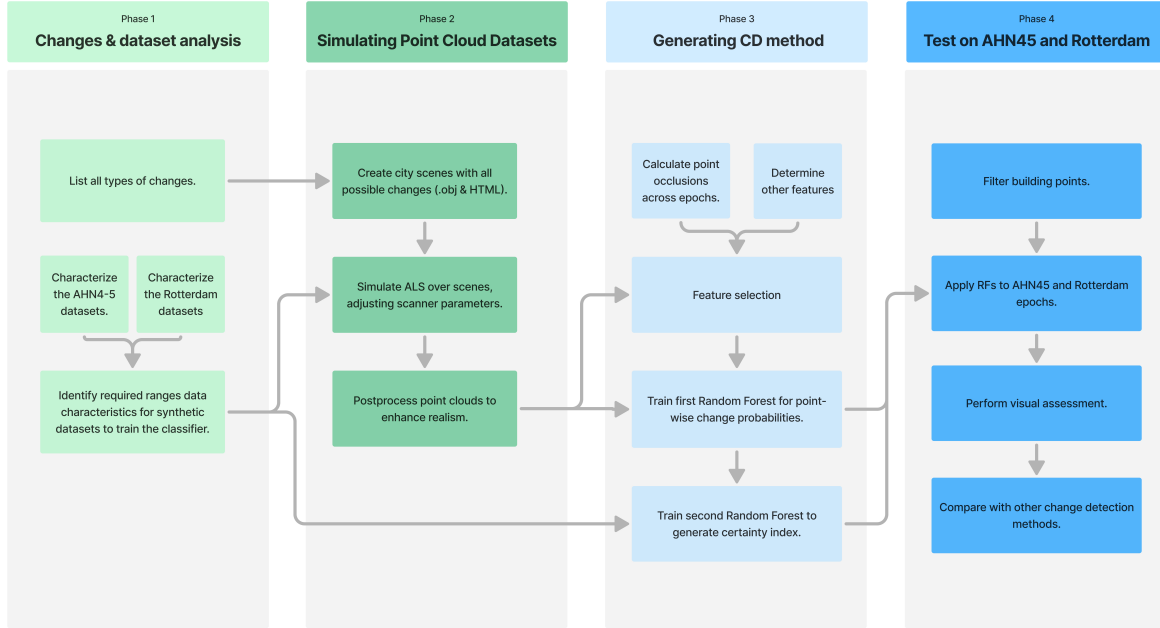 Phase 1
Changes & dataset analysis
List all types of changes.
Characterize
the AHN4-5
datasets.
Characterize
the Rotterdam
datasets
Identify required ranges data
characteristics for synthetic
datasets to train the classifier.
Phase 2
Simulating Point Cloud Datasets
Create city scenes with all
possible changes (.obj & HTML).
Simulate ALS over scenes,
adjusting scanner parameters.
Postprocess point clouds to
enhance realism.
Phase 3
Generating CD method
Calculate point
occlusions
across epochs.
Determine
other features
Feature selection
Train first Random Forest for point-
wise change probabilities.
Train second Random Forest to
generate certainty index.
Phase 4
Test on AHN45 and Rotterdam
Filter building points.
Apply RFs to AHN45 and Rotterdam
epochs.
Perform visual assessment.
Compare with other change detection
methods.